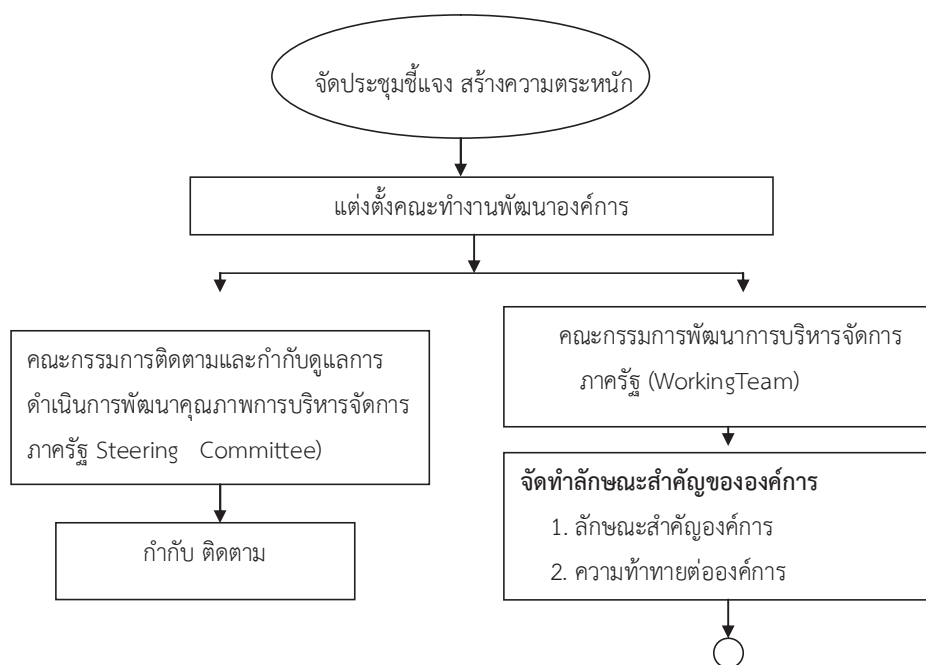 จัดประชุมชี้แจง สร้างความตระหนัก
แต่งตั้งคณะทำงานพัฒนาองค์การ
คณะกรรมการติดตามและกำกับดูแลการ
ดำเนินการพัฒนาคุณภาพการบริหารจัดการ
ภาครัฐ Steering Committee)
กำกับ ติดตาม
คณะกรรมการพัฒนาการบริหารจัดการ
ภาครัฐ (WorkingTeam)
จัดทำลักษณะสำคัญขององค์การ
1. ลักษณะสำคัญองค์การ
2. ความท้าทายต่อองค์การ